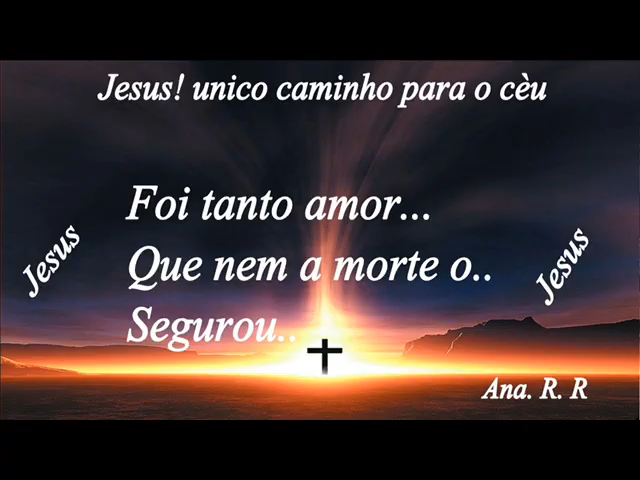 Jesus! unico caminho para o cèu
Foi tanto amor...
Jesus
Jesus
Que nem a morte o..
Segurou..
Ana. R. R